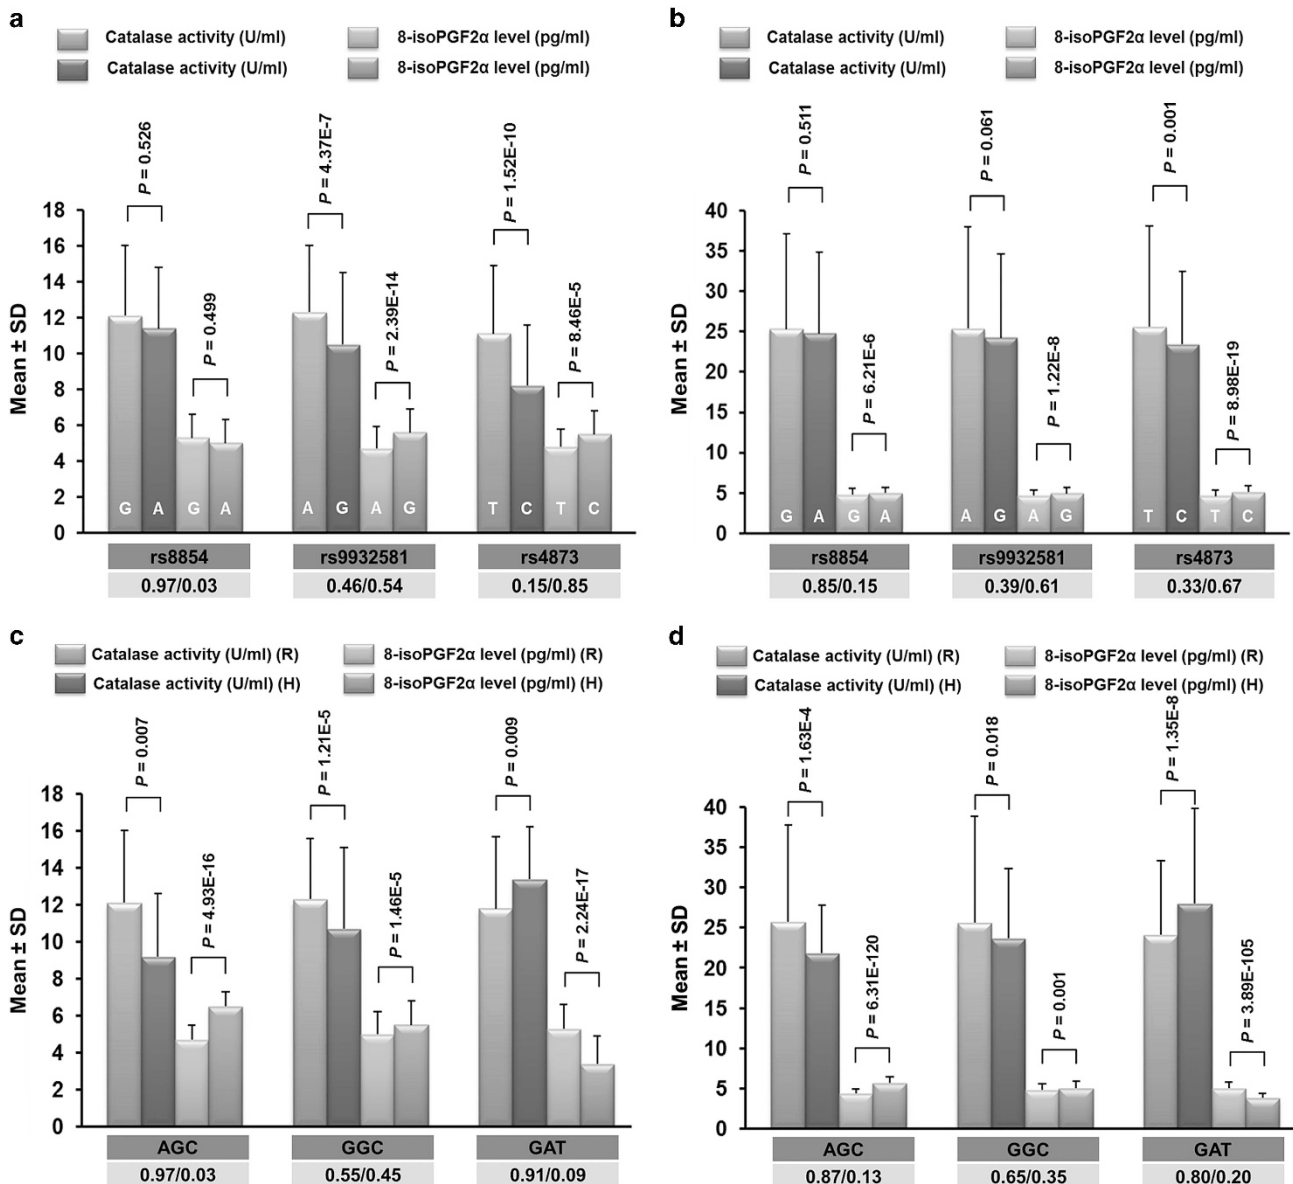 a
Catalase activity (U/ml)
8-isoPGF2α level (pg/ml)
Catalase activity (U/ml)
8-isoPGF2α level (pg/ml)
P = 0.526
P = 0.499
P = 4.37E-7
P = 2.39E-14
P = 1.52E-10
P = 8.46E-5
Mean ± SD
18
16
14
12
10
8
6
4
2
0
G A G A
A G A G
T C T C
rs8854
rs9932581
rs4873
0.97/0.03
0.46/0.54
0.15/0.85
b
Catalase activity (U/ml)
8-isoPGF2α level (pg/ml)
Catalase activity (U/ml)
8-isoPGF2α level (pg/ml)
P = 0.511
P = 6.21E-6
P = 0.061
P = 1.22E-8
P = 0.001
P = 8.98E-19
Mean ± SD
40
35
30
25
20
15
10
5
0
G A G A
A G A G
T C T C
rs8854
rs9932581
rs4873
0.85/0.15
0.39/0.61
0.33/0.67
c
Catalase activity (U/ml) (R)
8-isoPGF2α level (pg/ml) (R)
Catalase activity (U/ml) (H)
8-isoPGF2α level (pg/ml) (H)
P = 0.007
P = 4.93E-16
P = 1.21E-5
P = 1.46E-5
P = 0.009
P = 2.24E-17
Mean ± SD
18
16
14
12
10
8
6
4
2
0
AGC
GGC
GAT
0.97/0.03
0.55/0.45
0.91/0.09
d
Catalase activity (U/ml) (R)
8-isoPGF2α level (pg/ml) (R)
Catalase activity (U/ml) (H)
8-isoPGF2α level (pg/ml) (H)
P = 1.63E-4
P = 6.31E-120
P = 0.018
P = 0.001
P = 1.35E-8
P = 3.89E-105
Mean ± SD
40
35
30
25
20
15
10
5
0
AGC
GGC
GAT
0.87/0.13
0.65/0.35
0.80/0.20